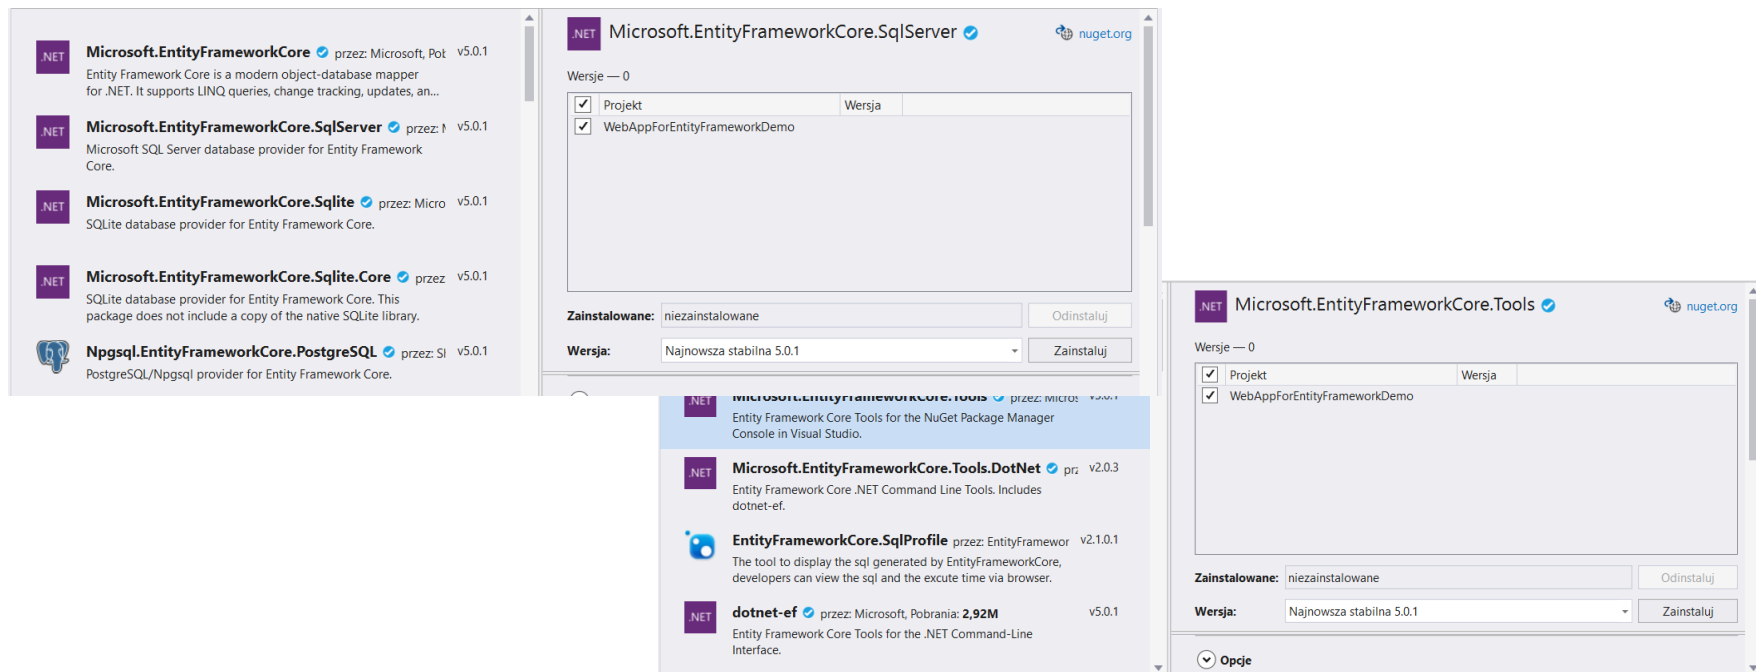 .NET
Microsoft.EntityFrameworkCore przez: Microsoft, Pob v5.0.1
Entity Framework Core is a modern object-database mapper
for .NET. It supports LINQ queries, change tracking, updates, an...
.NET
Microsoft.EntityFrameworkCore.SqlServer przez: v5.0.1
Microsoft SQL Server database provider for Entity Framework
Core.
.NET
Microsoft.EntityFrameworkCore.Sqlite przez: Micro v5.0.1
SQLite database provider for Entity Framework Core.
.NET
Microsoft.EntityFrameworkCore.Sqlite.Core przez v5.0.1
SQLite database provider for Entity Framework Core. This
package does not include a copy of the native SQLite library.
Npgsql.EntityFrameworkCore.PostgreSQL przez: v5.0.1
PostgreSQL/Npgsql provider for Entity Framework Core.
.NET Microsoft.EntityFrameworkCore.SqlServer nuget.org
Wersje — 0
Projekt Wersja
WebAppForEntityFrameworkDemo
Zainstalowane: niezainstalowane Odinstaluj
Wersja: Najnowsza stabilna 5.0.1 Zainstaluj
.NET
Microsoft.EntityFrameworkCore.Tools przez: Micros v5.0.1
Entity Framework Core Tools for the NuGet Package Manager
Console in Visual Studio.
.NET
Microsoft.EntityFrameworkCore.Tools.DotNet v2.0.3
Entity Framework Core .NET Command Line Tools. Includes
dotnet-ef.
EntityFrameworkCore.SqlProfile przez: EntityFramewor v2.1.0.1
The tool to display the sql generated by EntityFrameworkCore,
developers can view the sql and the excute time via browser.
.NET
dotnet-ef przez: Microsoft, Pobrania: 2,92M v5.0.1
Entity Framework Core Tools for the .NET Command-Line
Interface.
.NET Microsoft.EntityFrameworkCore.Tools nuget.org
Wersje — 0
Projekt Wersja
WebAppForEntityFrameworkDemo
Zainstalowane: niezainstalowane Odinstaluj
Wersja: Najnowsza stabilna 5.0.1 Zainstaluj
Opcje